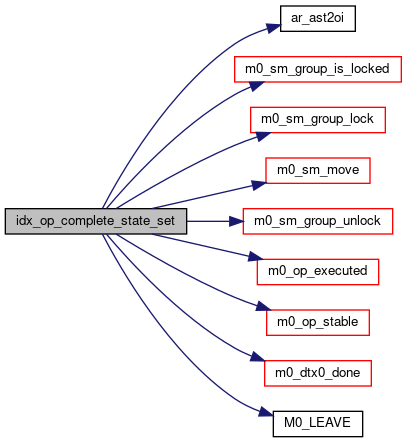 ar_ast2oi
m0_sm_group_is_locked
m0_sm_group_lock
m0_sm_move
idx_op_complete_state_set
m0_sm_group_unlock
m0_op_executed
m0_op_stable
m0_dtx0_done
M0_LEAVE